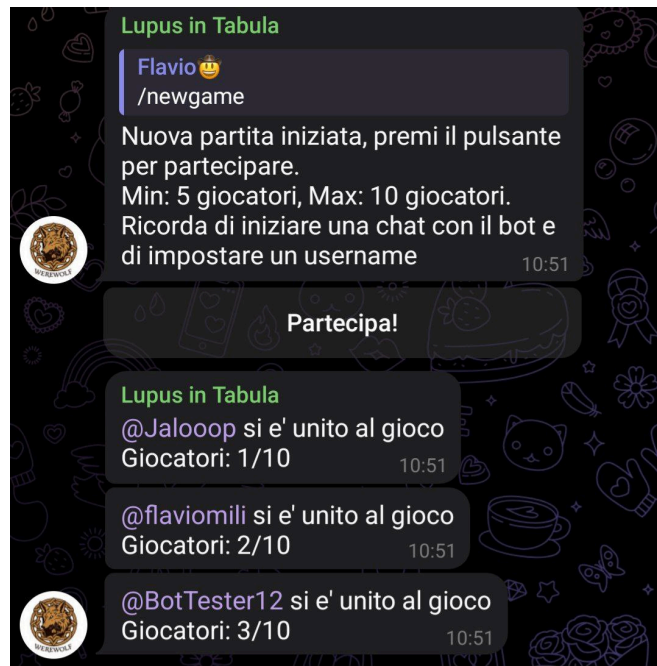 Lupus in Tabula
Flavio🤠
/newgame
Nuova partita iniziata, premi il pulsante
per partecipare.
Min: 5 giocatori, Max: 10 giocatori.
Ricorda di iniziare una chat con il bot e
di impostare un username
10:51
WEREWOLF
Partecipa!
Lupus in Tabula
@Jalooop si e' unito al gioco
Giocatori: 1/10 10:51
@flaviomili si e' unito al gioco
Giocatori: 2/10 10:51
@BotTester12 si e' unito al gioco
Giocatori: 3/10 10:51
WEREWOLF